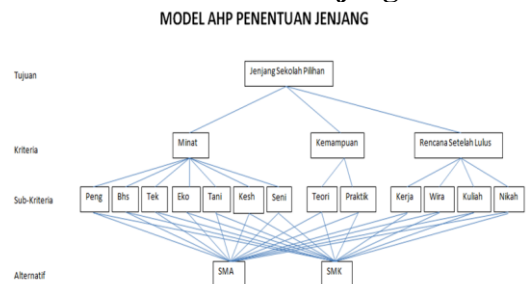 MODEL AHP PENENTUAN JENJANG
Tujuan
Jenjang Sekolah Pilihan
Kriteria
Minat
Kemampuan
Rencana Setelah Lulus
Sub-Kriteria
Peng
Bhs
Tek
Eko
Tani
Kesh
Seni
Teori
Praktik
Kerja
Wira
Kuliah
Nikah
Alternatif
SMA
SMK